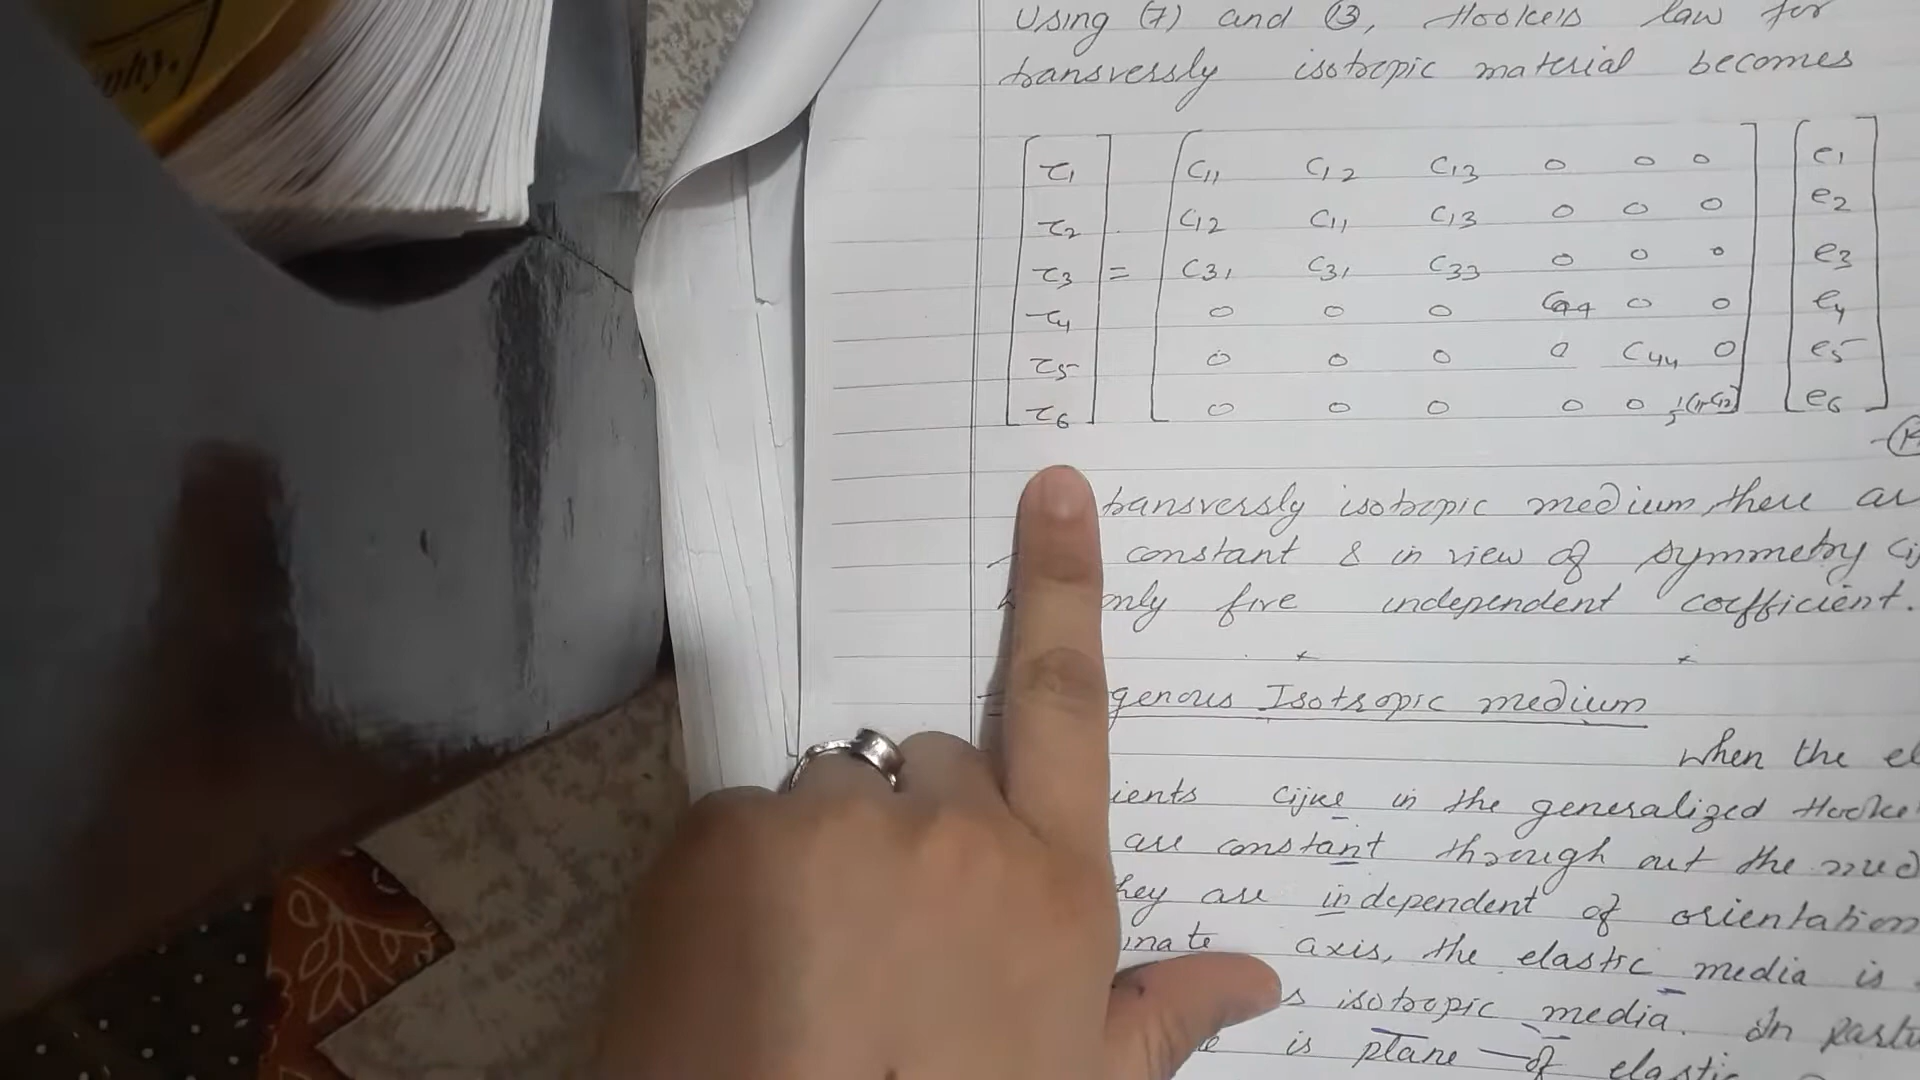 Using (7) and (13), Hooke's law for
transversly isotropic material becomes
τ1 C11 C12 C13 0 0 0 e1
τ2 C12 C11 C13 0 0 0 e2
τ3 = C31 C31 C33 0 0 0 e3
τ4 0 0 0 C44 0 0 e4
τ5 0 0 0 0 C44 0 e5
τ6 0 0 0 0 0 ½(C11-C12) e6
transversly isotropic medium, there
constant & in view of symmetry Cij
only five independent coefficient.
x x
genous Isotropic medium
When the
ients cijkl in the generalized Hooke
are constant through out the
they are independent of orientation
inate axis, the elastic media is
s isotropic media. In
is plane of elastic